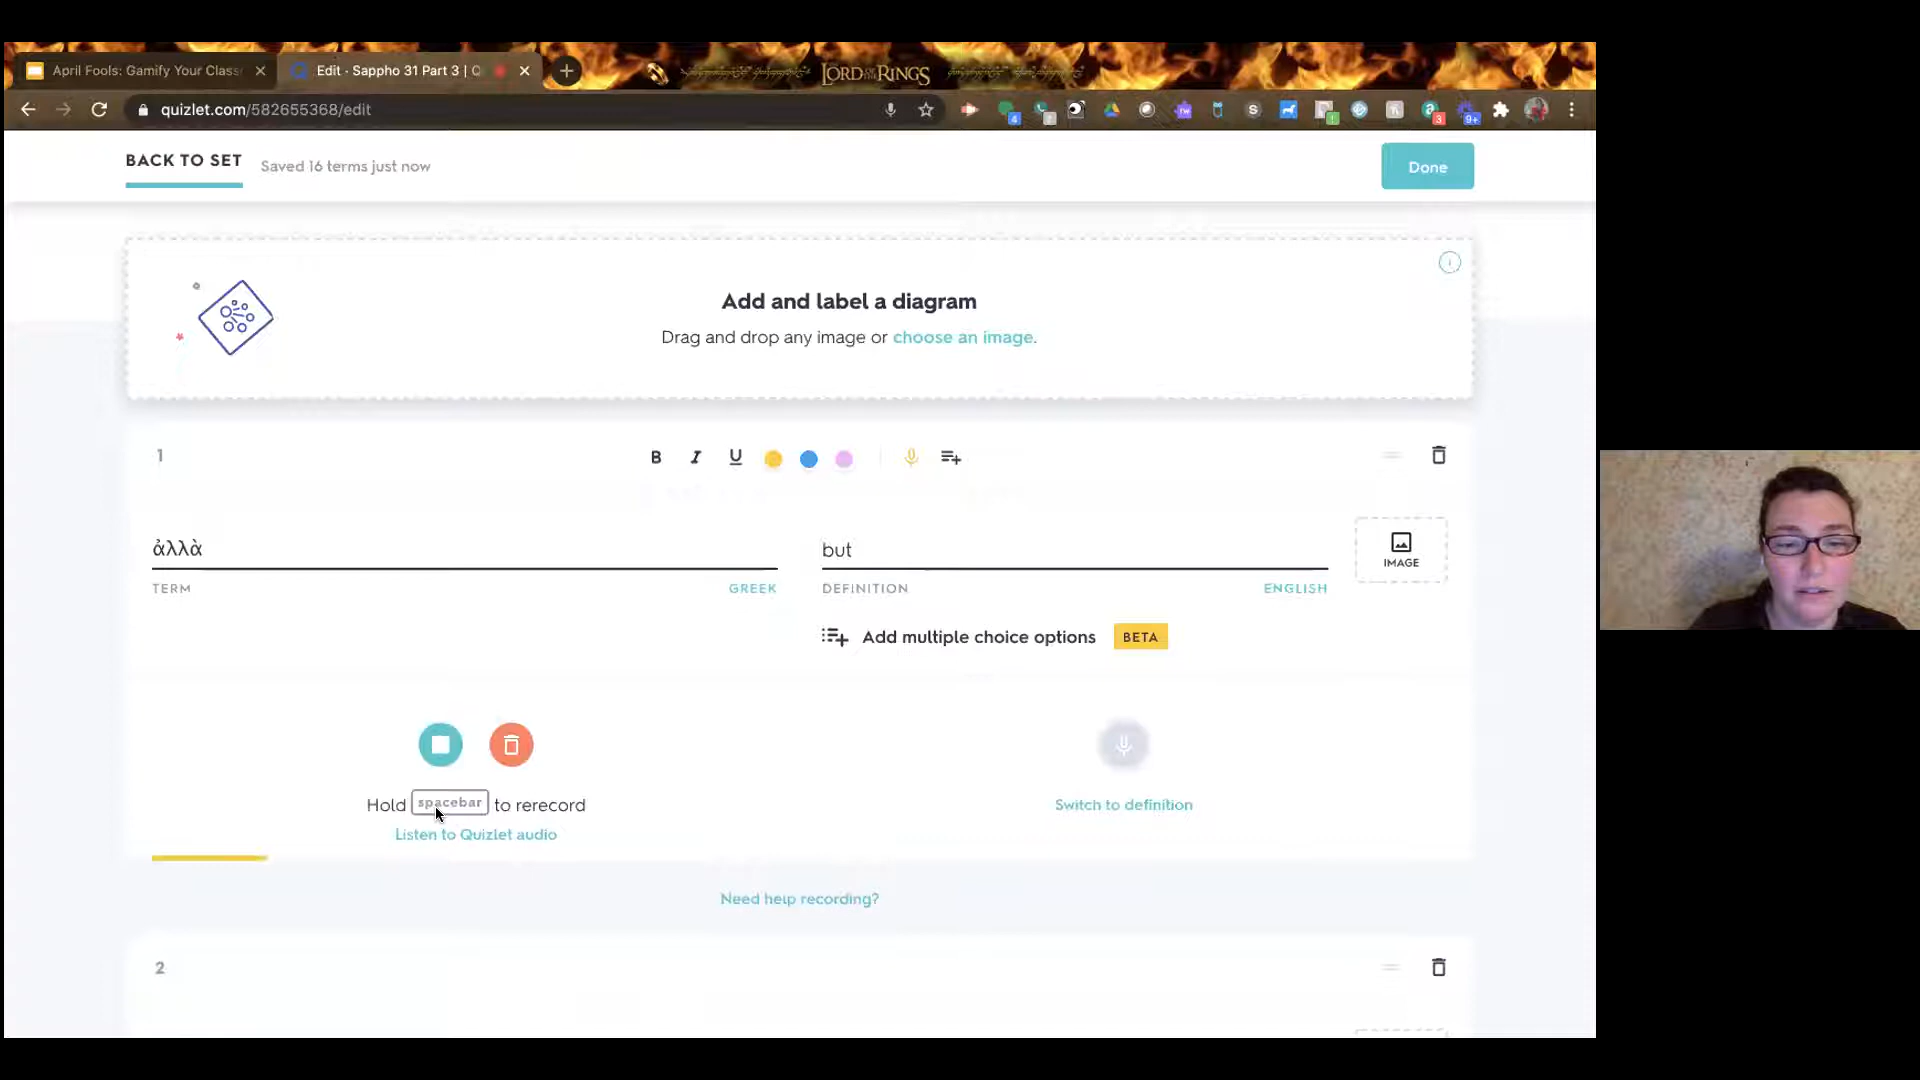 April Fools: Gamify Your Class
Edit - Sappho 31 Part 3 | Q
LORD OF THE RINGS
quizlet.com/582655368/edit
BACK TO SET
Saved 16 terms just now
Done
Add and label a diagram
Drag and drop any image or choose an image.
1
B I U
ἀλλὰ
but
IMAGE
TERM
GREEK
DEFINITION
ENGLISH
Add multiple choice options
BETA
Hold spacebar to rerecord
Switch to definition
Listen to Quizlet audio
Need help recording?
2